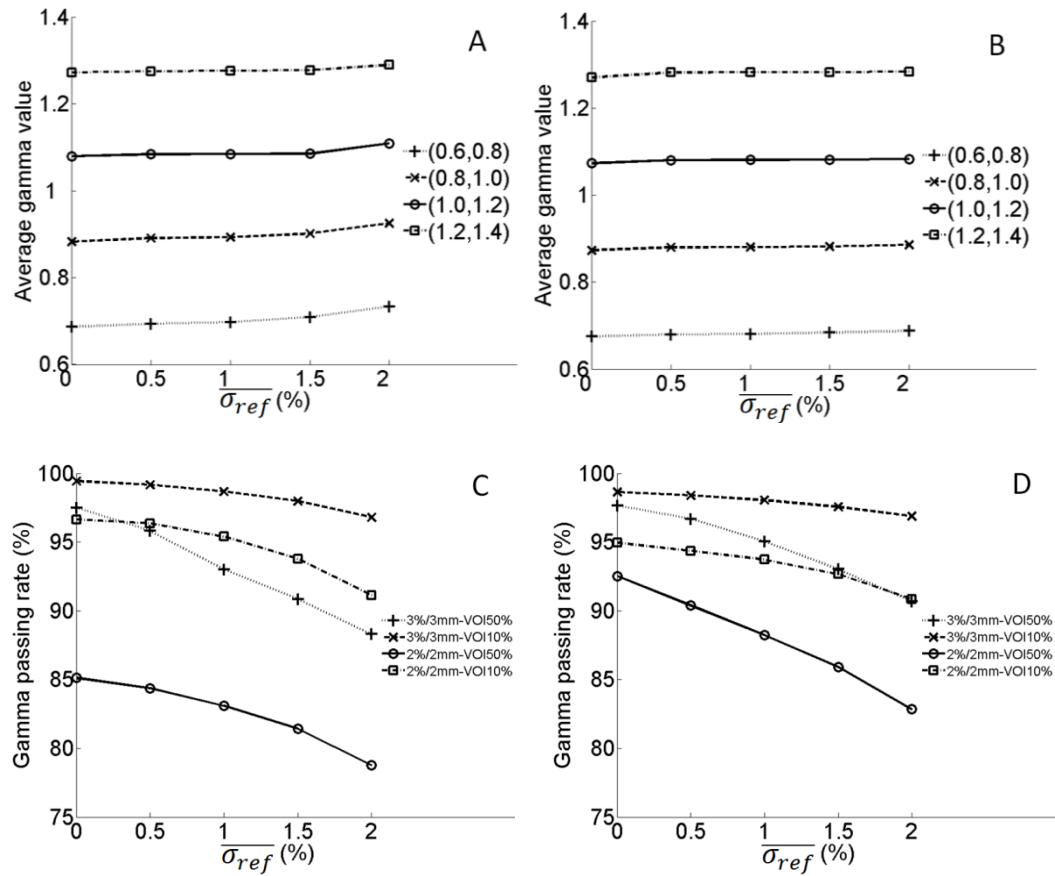 A
1.4
1.2
1
0.8
0.6
Average gamma value
0 0.5 1 1.5 2
σref (%)
(0.6,0.8)
(0.8,1.0)
(1.0,1.2)
(1.2,1.4)
B
1.4
1.2
1
0.8
0.6
Average gamma value
0 0.5 1 1.5 2
σref (%)
(0.6,0.8)
(0.8,1.0)
(1.0,1.2)
(1.2,1.4)
C
100
95
90
85
80
75
Gamma passing rate (%)
0 0.5 1 1.5 2
σref (%)
3%/3mm-VOI50%
3%/3mm-VOI10%
2%/2mm-VOI50%
2%/2mm-VOI10%
D
100
95
90
85
80
75
Gamma passing rate (%)
0 0.5 1 1.5 2
σref (%)
3%/3mm-VOI50%
3%/3mm-VOI10%
2%/2mm-VOI50%
2%/2mm-VOI10%